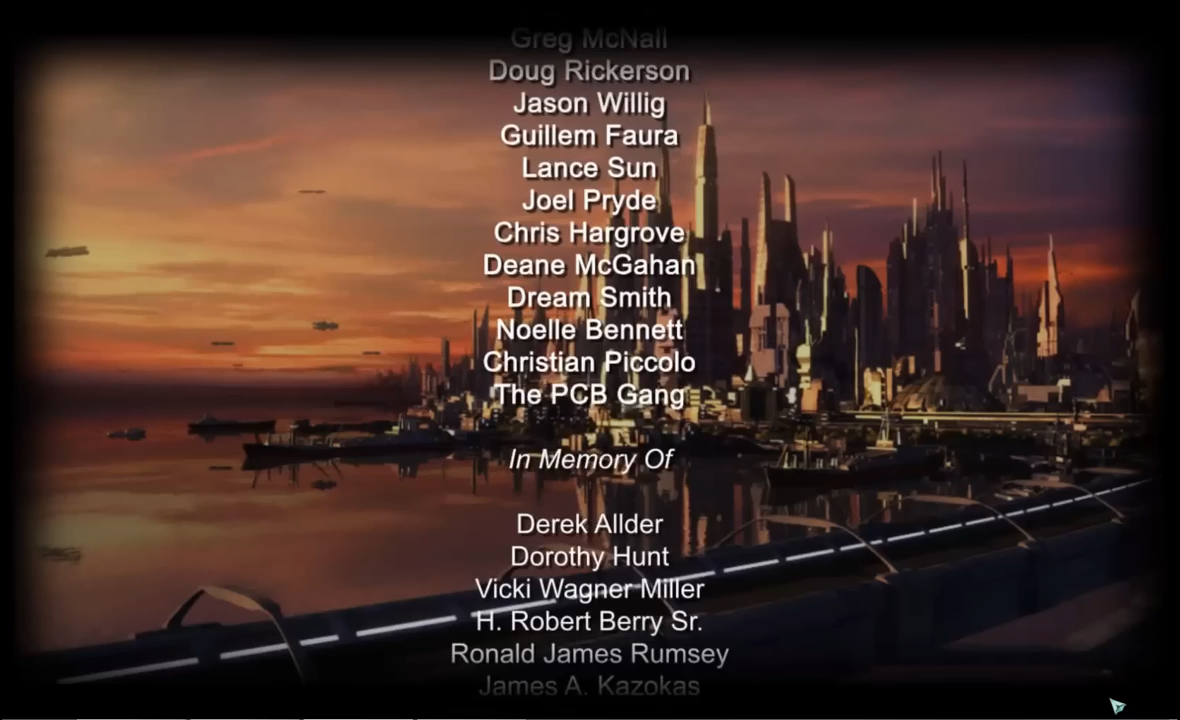 Greg McNall
Doug Rickerson
Jason Willig
Guillem Faura
Lance Sun
Joel Pryde
Chris Hargrove
Deane McGahan
Dream Smith
Noelle Bennett
Christian Piccolo
The PCB Gang
In Memory Of
Derek Allder
Dorothy Hunt
Vicki Wagner Miller
H. Robert Berry Sr.
Ronald James Rumsey
James A. Kazokas